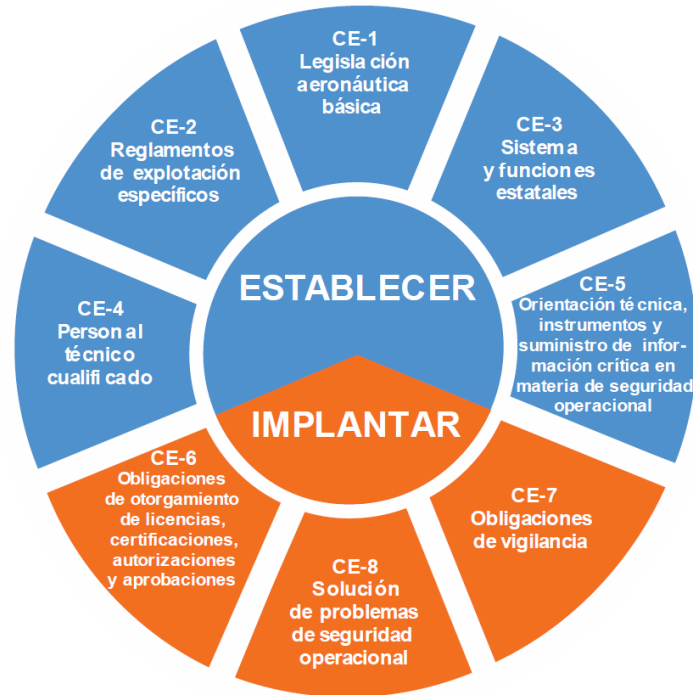 CE-1
Legislación
aeronáutica
básica
CE-2
Reglamentos
de explotación
específicos
CE-3
Sistema
y funciones
estatales
ESTABLECER
CE-4
Personal
técnico
cualificado
CE-5
Orientación técnica,
instrumentos y
suministro de infor-
mación crítica en
materia de seguridad
operacional
IMPLANTAR
CE-6
Obligaciones
de otorgamiento
de licencias,
certificaciones,
autorizaciones
y aprobaciones
CE-7
Obligaciones
de vigilancia
CE-8
Solución
de problemas
de seguridad
operacional